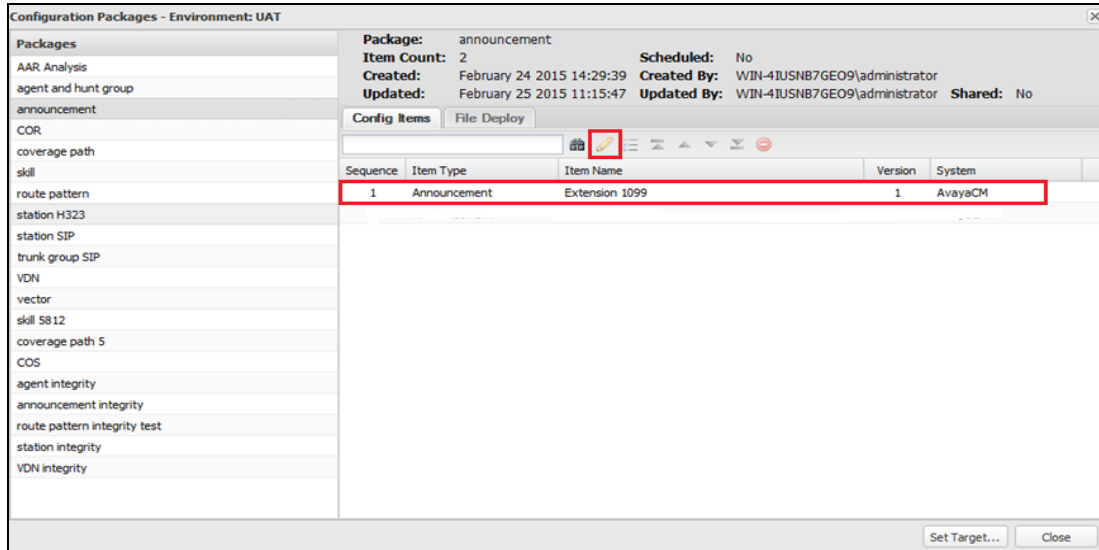 Configuration Packages - Environment: UAT
Packages
AAR Analysis
agent and hunt group
announcement
COR
coverage path
skill
route pattern
station H323
station SIP
trunk group SIP
VDN
vector
skill 5812
coverage path 5
COS
agent integrity
announcement integrity
route pattern integrity test
station integrity
VDN integrity
Package: announcement
Item Count: 2 Scheduled: No
Created: February 24 2015 14:29:39 Created By: WIN-4IUSNB7GEO9\administrator
Updated: February 25 2015 11:15:47 Updated By: WIN-4IUSNB7GEO9\administrator Shared: No
Config Items File Deploy
Sequence Item Type Item Name Version System
1 Announcement Extension 1099 1 AvayaCM
Set Target... Close